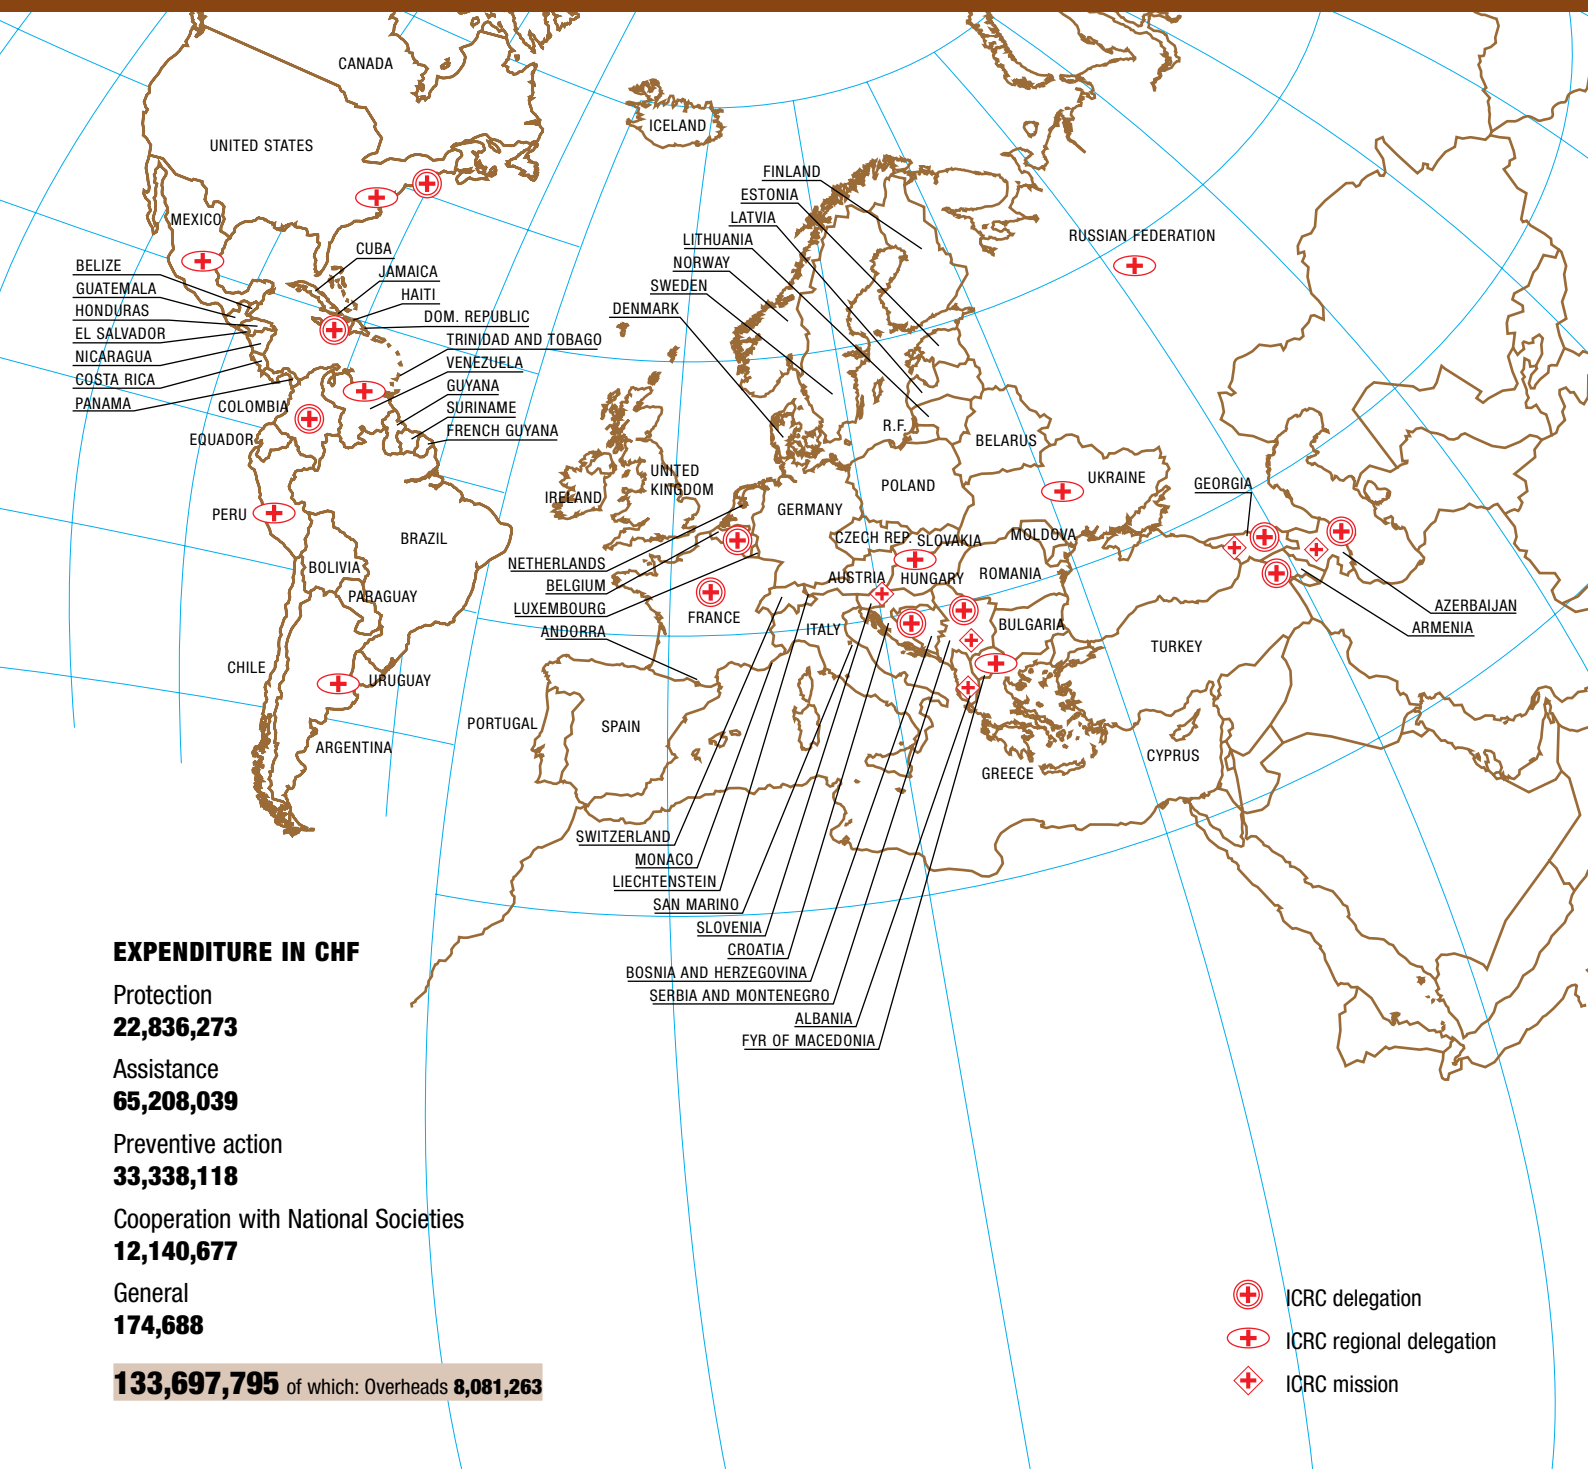 CANADA
UNITED STATES
ICELAND
MEXICO
CUBA
JAMAICA
HAITI
DOM. REPUBLIC
TRINIDAD AND TOBAGO
VENEZUELA
GUYANA
SURINAME
FRENCH GUYANA
BELIZE
GUATEMALA
HONDURAS
EL SALVADOR
NICARAGUA
COSTA RICA
PANAMA
COLOMBIA
EQUADOR
PERU
BRAZIL
BOLIVIA
PARAGUAY
CHILE
URUGUAY
ARGENTINA
FINLAND
ESTONIA
LATVIA
LITHUANIA
NORWAY
SWEDEN
DENMARK
RUSSIAN FEDERATION
R.F.
BELARUS
UKRAINE
POLAND
GERMANY
UNITED
KINGDOM
IRELAND
CZECH REP.
SLOVAKIA
MOLDOVA
AUSTRIA
HUNGARY
ROMANIA
NETHERLANDS
BELGIUM
LUXEMBOURG
ANDORRA
FRANCE
ITALY
BULGARIA
GEORGIA
AZERBAIJAN
ARMENIA
TURKEY
PORTUGAL
SPAIN
GREECE
CYPRUS
SWITZERLAND
MONACO
LIECHTENSTEIN
SAN MARINO
SLOVENIA
CROATIA
BOSNIA AND HERZEGOVINA
SERBIA AND MONTENEGRO
ALBANIA
FYR OF MACEDONIA
EXPENDITURE IN CHF
Protection
22,836,273
Assistance
65,208,039
Preventive action
33,338,118
Cooperation with National Societies
12,140,677
General
174,688
133,697,795 of which: Overheads 8,081,263
ICRC delegation
ICRC regional delegation
ICRC mission